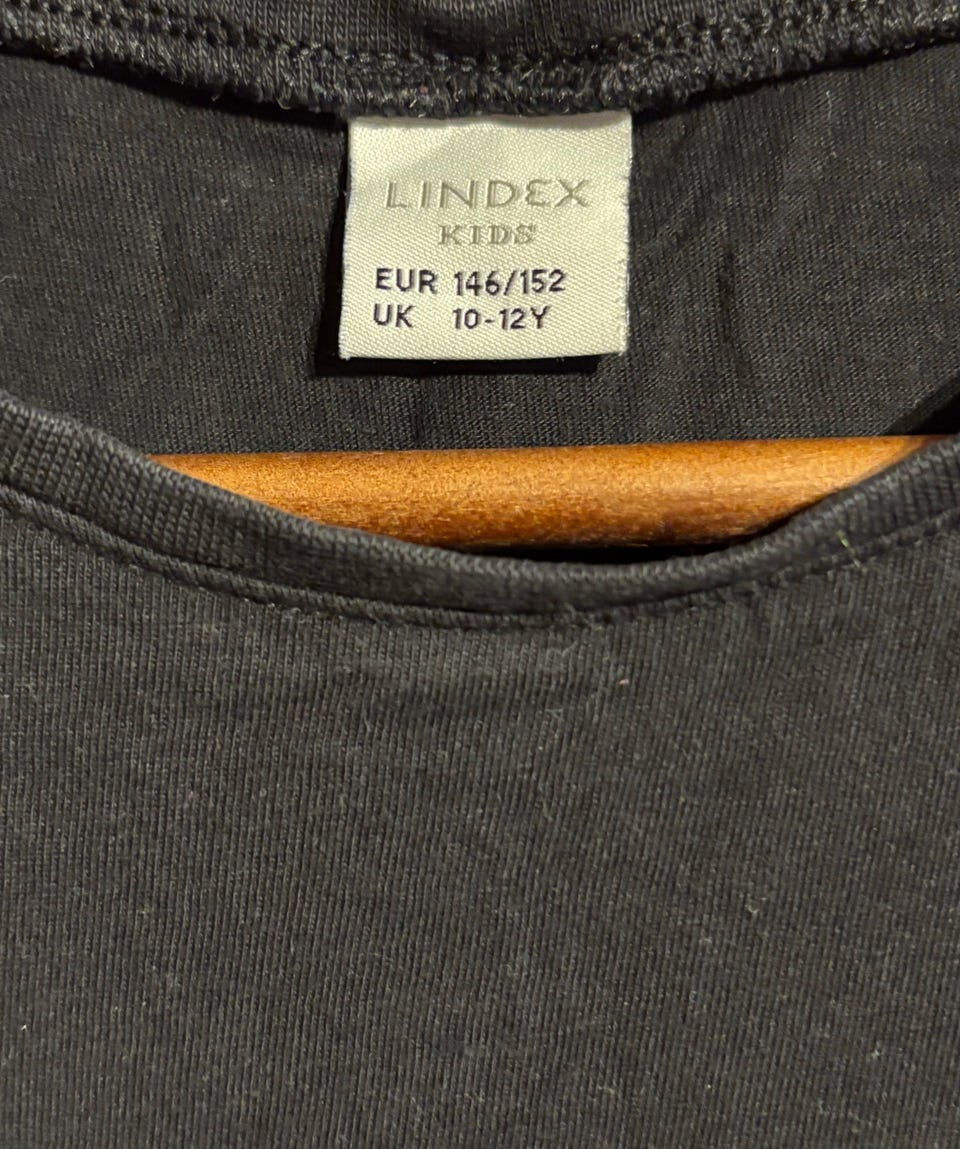 LINDEX
KIDS
EUR 146/152
UK 10-12Y